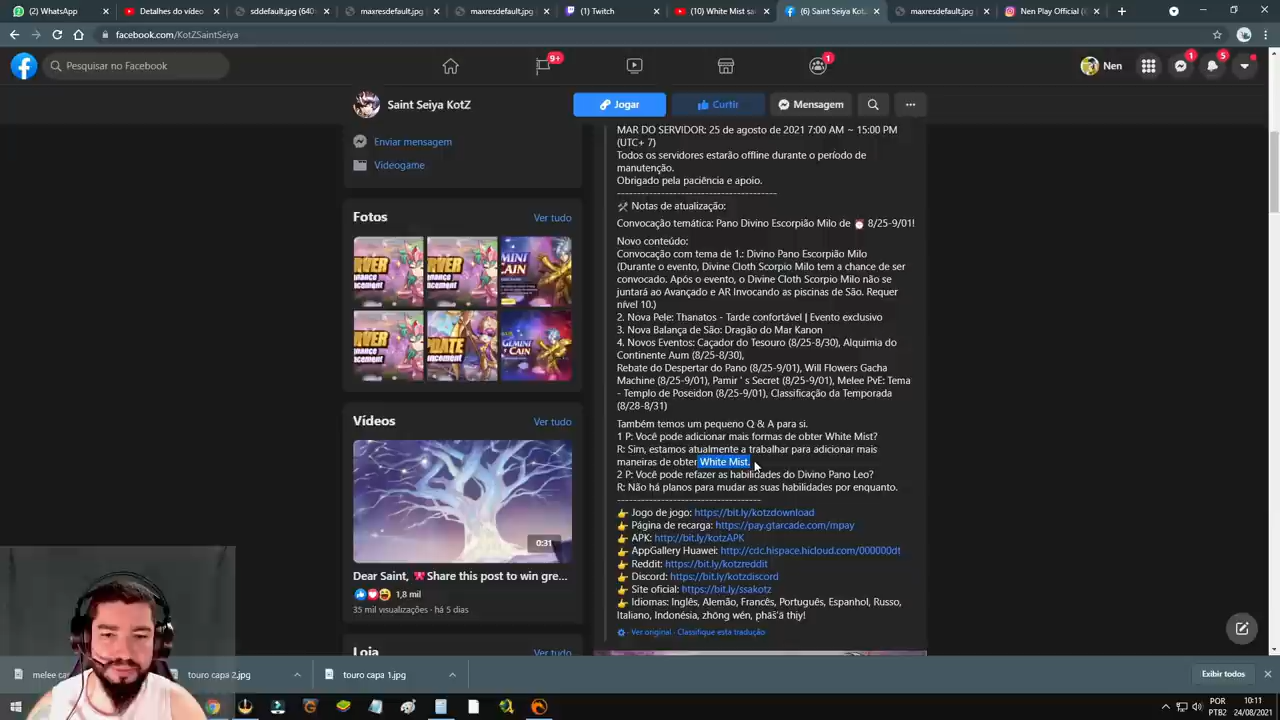 (2) WhatsApp
Detalhes do vídeo
sddefault.jpg (640×
maxresdefault.jpg
maxresdefault.jpg
(1) Twitch
(10) White Mist sa
(6) Saint Seiya Kot
maxresdefault.jpg
Nen Play Official (
facebook.com/KotZSaintSeiya
Pesquisar no Facebook
9+
1
Nen
1
5
Saint Seiya KotZ
Jogar
Curtir
Mensagem
Enviar mensagem
Videogame
Fotos
Ver tudo
Vídeos
Ver tudo
0:31
Dear Saint, 🎀Share this post to win gre...
1,8 mil
35 mil visualizações · há 5 dias
Loja
Ver tudo
MAR DO SERVIDOR: 25 de agosto de 2021 7:00 AM ~ 15:00 PM
(UTC+ 7)
Todos os servidores estarão offline durante o período de
manutenção.
Obrigado pela paciência e apoio.
----------------------------------------
🛠 Notas de atualização:
Convocação temática: Pano Divino Escorpião Milo de ⏰ 8/25-9/01!
Novo conteúdo:
Convocação com tema de 1.: Divino Pano Escorpião Milo
(Durante o evento, Divine Cloth Scorpio Milo tem a chance de ser
convocado. Após o evento, o Divine Cloth Scorpio Milo não se
juntará ao Avançado e AR Invocando as piscinas de São. Requer
nível 10.)
2. Nova Pele: Thanatos - Tarde confortável | Evento exclusivo
3. Nova Balança de São: Dragão do Mar Kanon
4. Novos Eventos: Caçador do Tesouro (8/25-8/30), Alquimia do
Continente Aum (8/25-8/30),
Rebate do Despertar do Pano (8/25-9/01), Will Flowers Gacha
Machine (8/25-9/01), Pamir ' s Secret (8/25-9/01), Melee PvE: Tema
- Templo de Poseidon (8/25-9/01), Classificação da Temporada
(8/28-8/31)
Também temos um pequeno Q & A para si.
1 P: Você pode adicionar mais formas de obter White Mist?
R: Sim, estamos atualmente a trabalhar para adicionar mais
maneiras de obter White Mist.
2 P: Você pode refazer as habilidades do Divino Pano Leo?
R: Não há planos para mudar as suas habilidades por enquanto.
------------------------------------
👉 Jogo de jogo: https://bit.ly/kotzdownload
👉 Página de recarga: https://pay.gtarcade.com/mpay
👉 APK: http://bit.ly/kotzAPK
👉 AppGallery Huawei: http://cdc.hispace.hicloud.com/000000df
👉 Reddit: https://bit.ly/kotzreddit
👉 Discord: https://bit.ly/kotzdiscord
👉 Site oficial: https://bit.ly/ssakotz
👉 Idiomas: Inglês, Alemão, Francês, Português, Espanhol, Russo,
Italiano, Indonésia, zhōng wén, phās̄ʹā thịy!
Ver original · Classifique esta tradução
melee ca
touro capa 2.jpg
touro capa 1.jpg
Exibir todos
POR
PTB2
10:11
24/08/2021